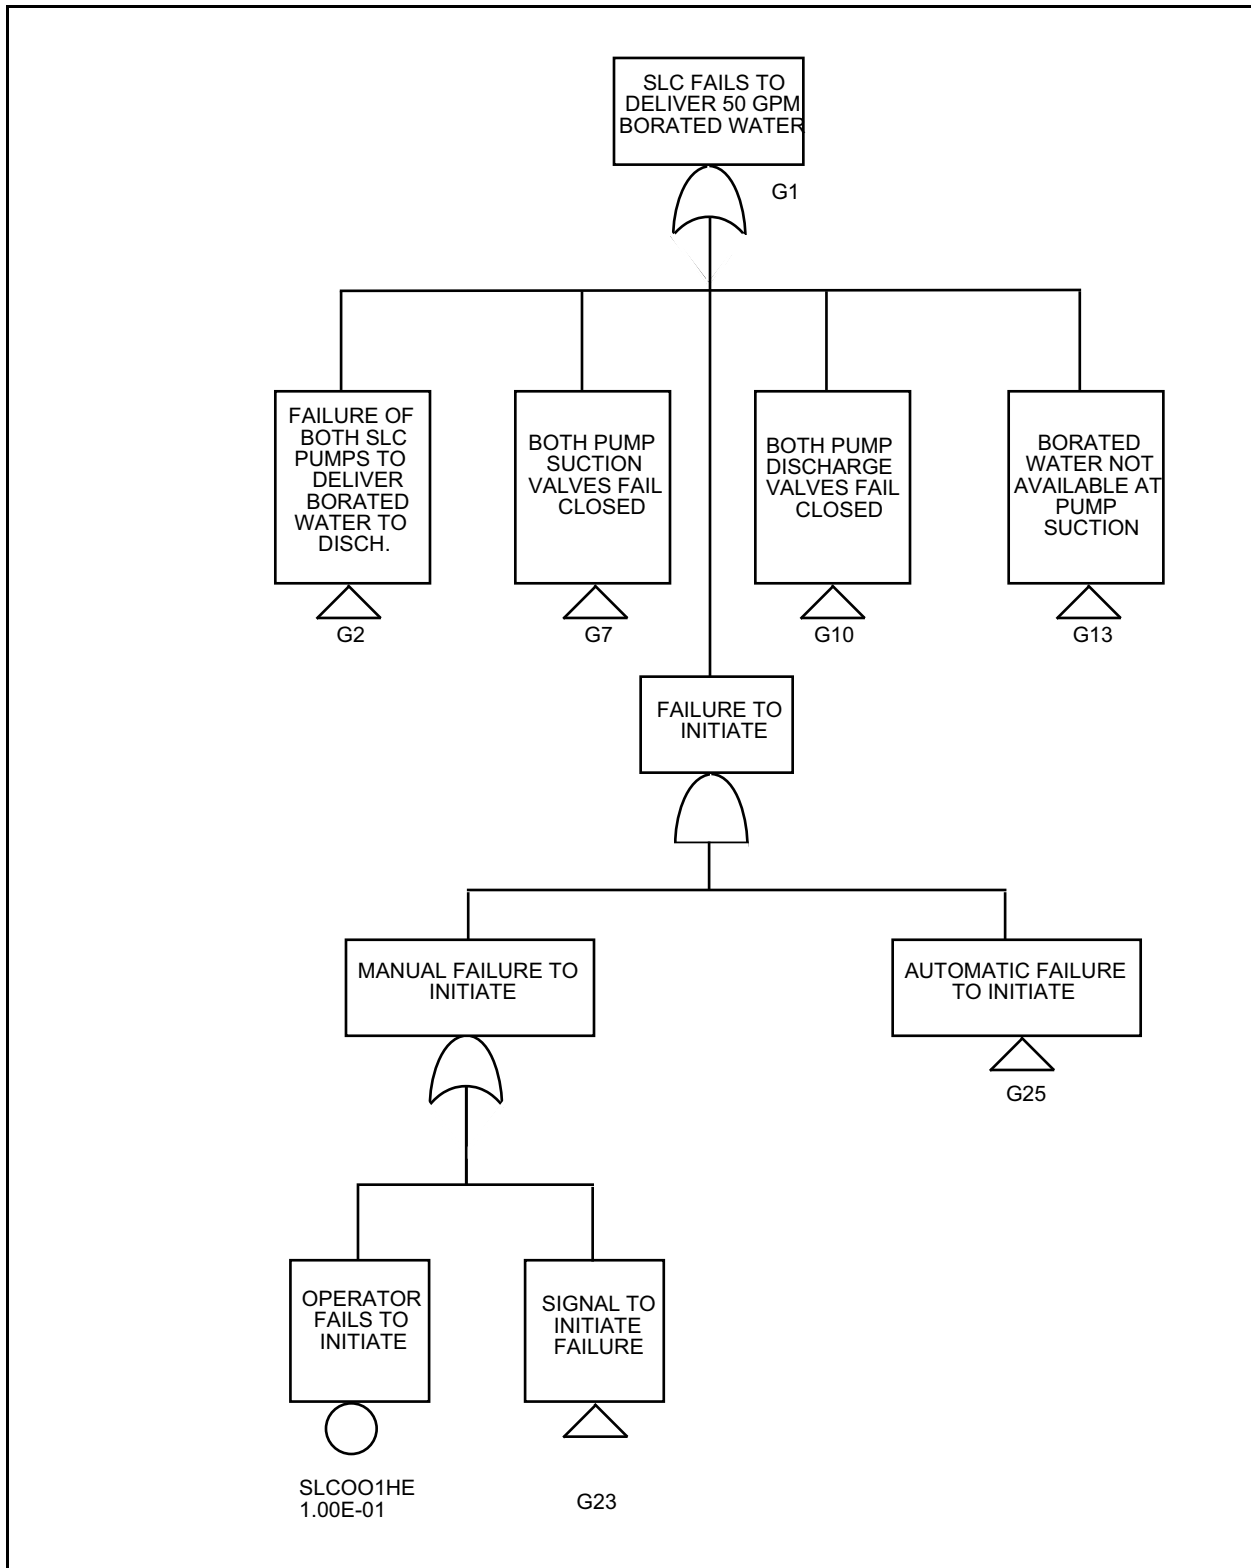 SLC FAILS TO
DELIVER 50 GPM
BORATED WATER
G1
FAILURE OF
BOTH SLC
PUMPS TO
DELIVER
BORATED
WATER TO
DISCH.
G2
BOTH PUMP
SUCTION
VALVES FAIL
CLOSED
G7
BOTH PUMP
DISCHARGE
VALVES FAIL
CLOSED
G10
BORATED
WATER NOT
AVAILABLE AT
PUMP
SUCTION
G13
FAILURE TO
INITIATE
MANUAL FAILURE TO
INITIATE
AUTOMATIC FAILURE
TO INITIATE
G25
OPERATOR
FAILS TO
INITIATE
SLCOO1HE
1.00E-01
SIGNAL TO
INITIATE
FAILURE
G23